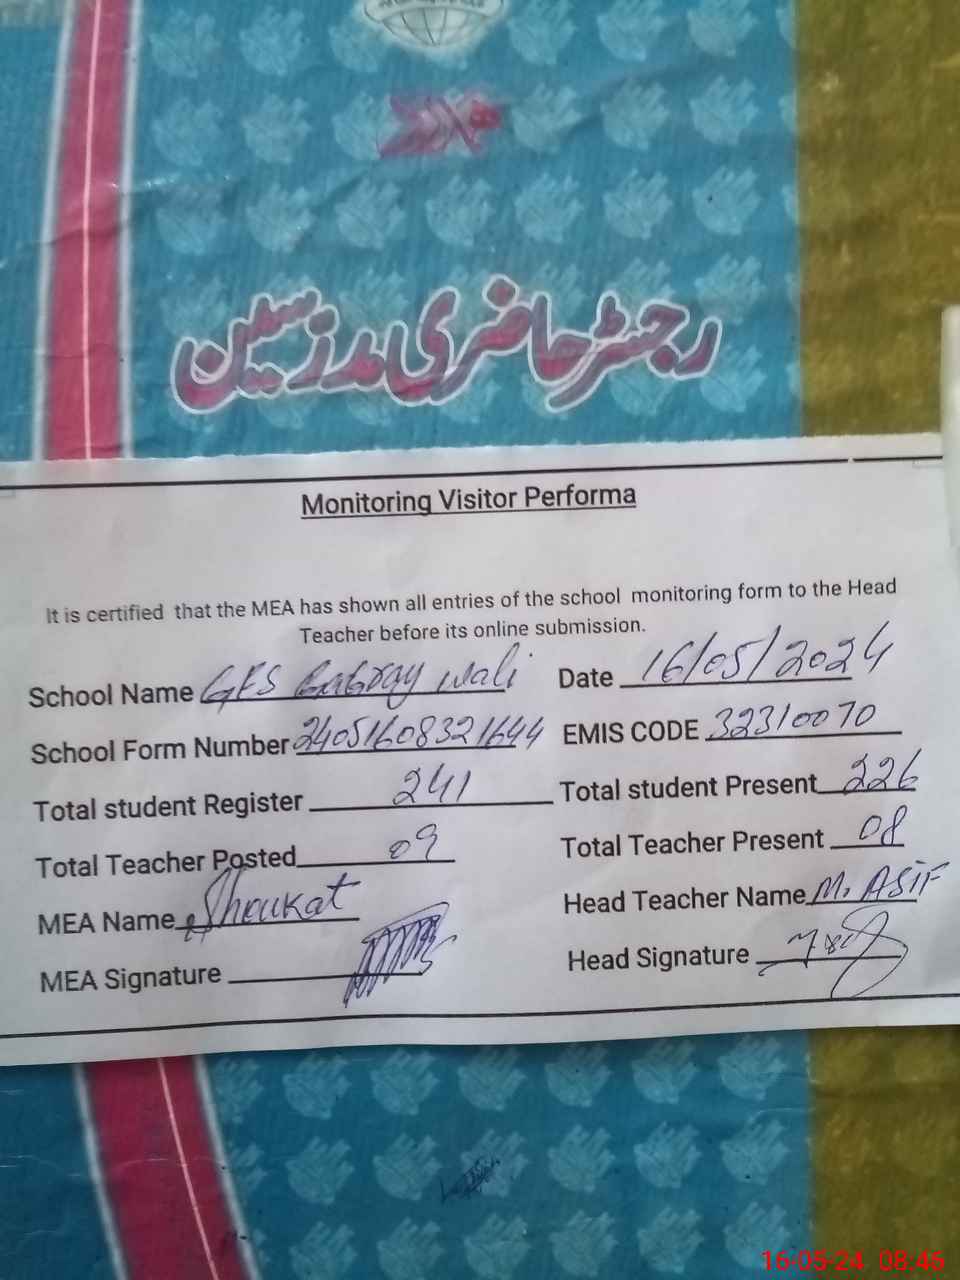 رجسٹر حاضری مدرسین
Monitoring Visitor Performa
It is certified that the MEA has shown all entries of the school monitoring form to the Head
Teacher before its online submission.
School Name GES Gabray wali Date 16/05/2024
School Form Number 24051608321644 EMIS CODE 32310070
Total student Register 241 Total student Present 226
Total Teacher Posted 09 Total Teacher Present 08
MEA Name Shaukat Head Teacher Name M. ASIF
MEA Signature Head Signature
16-05-24 08:46